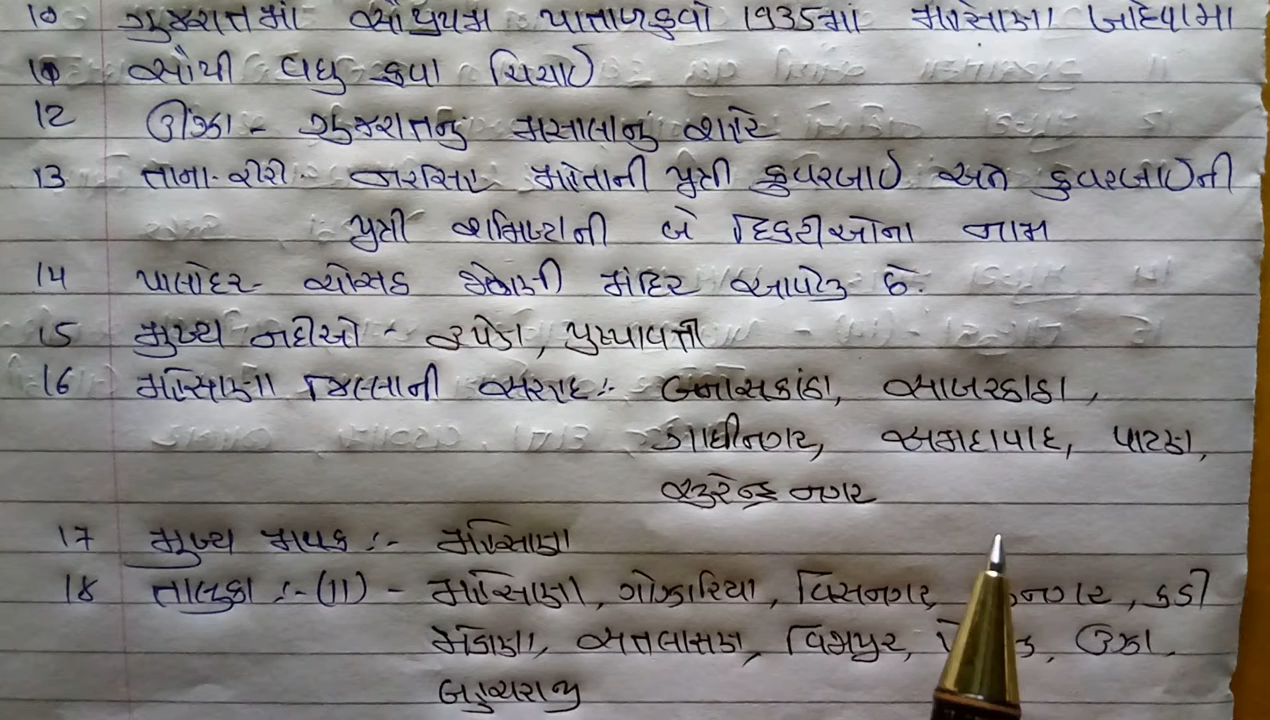 10 ગુજરાતમાં સૌપ્રથમ પાતાળકુવો 1935માં મહેસાણા જીલ્લામાં
11 સૌથી વધુ કુવા સિંચાઈ
12 ઊંઝા - ગુજરાતનુ મસાલાનુ શહેર
13 તાના-રીરી - નરસિંહ મહેતાની પુત્રી કુવરબાઈ અને કુવરબાઈની
પુત્રી શર્મિષ્ઠાની બે દિકરીઓના નામ
14 પાલોદર- ચોસઠ જોગણી મંદિર આવેલુ છે.
15 મુખ્ય નદીઓ - રુપેણ, પુષ્પાવતી
16 મહેસાણા જિલ્લાની સરહદ :- બનાસકાંઠા, સાબરકાઠા,
ગાધીનગર, અમદાવાદ, પાટણ,
સુરેન્દ્રનગર
17 મુખ્ય મથક :- મહેસાણા
18 તાલુકા :- (11) - મહેસાણા, ગોઝારિયા, વિસનગર, નગર, કડી
સતલાસણા, વિજાપુર, ઊંઝા,
બહુચરાજી